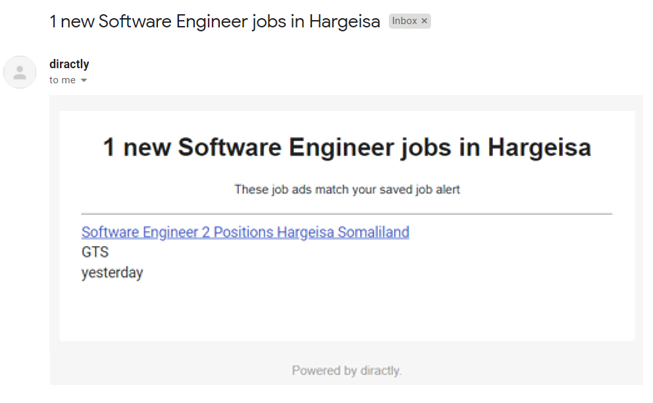 1 new Software Engineer jobs in Hargeisa Inbox ×
diractly
to me
1 new Software Engineer jobs in Hargeisa
These job ads match your saved job alert
Software Engineer 2 Positions Hargeisa Somaliland
GTS
yesterday
Powered by diractly.